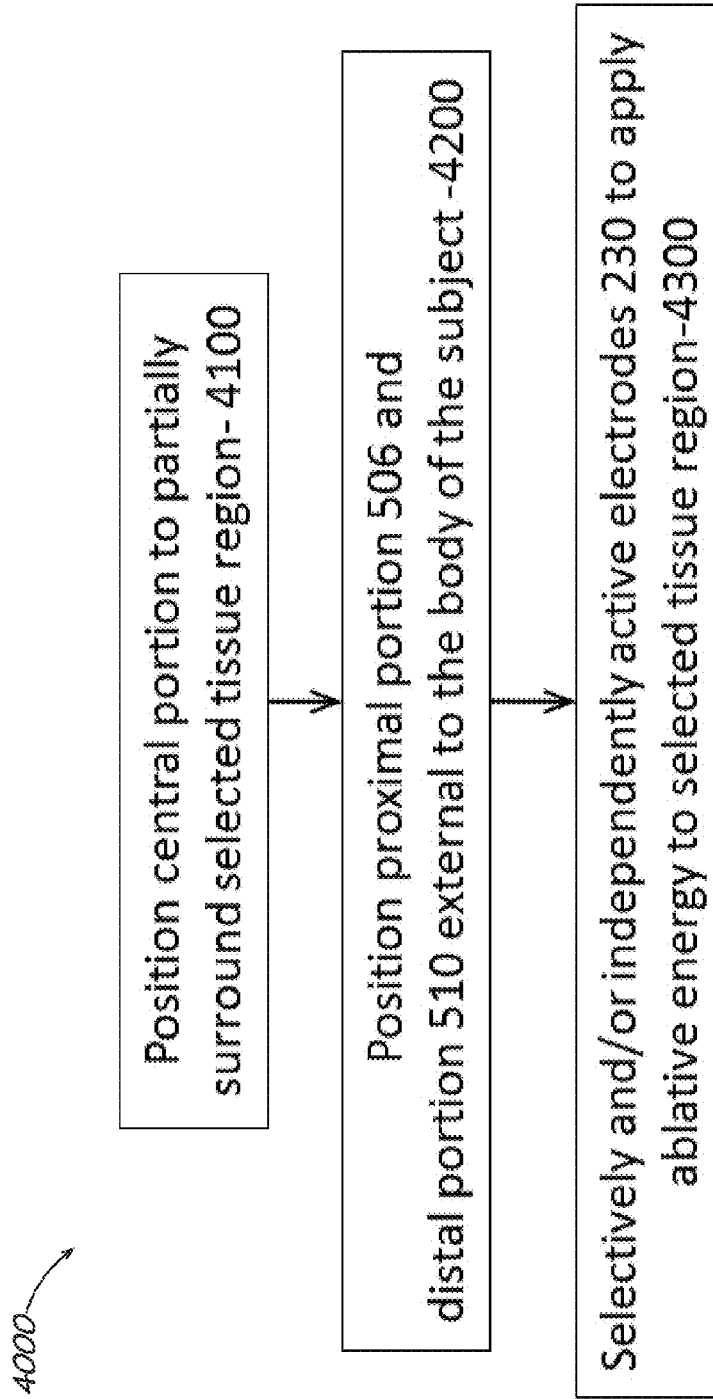 4000
Position central portion to partially
surround selected tissue region- 4100
Position proximal portion 506 and
distal portion 510 external to the body of the subject -4200
Selectively and/or independently active electrodes 230 to apply
ablative energy to selected tissue region-4300